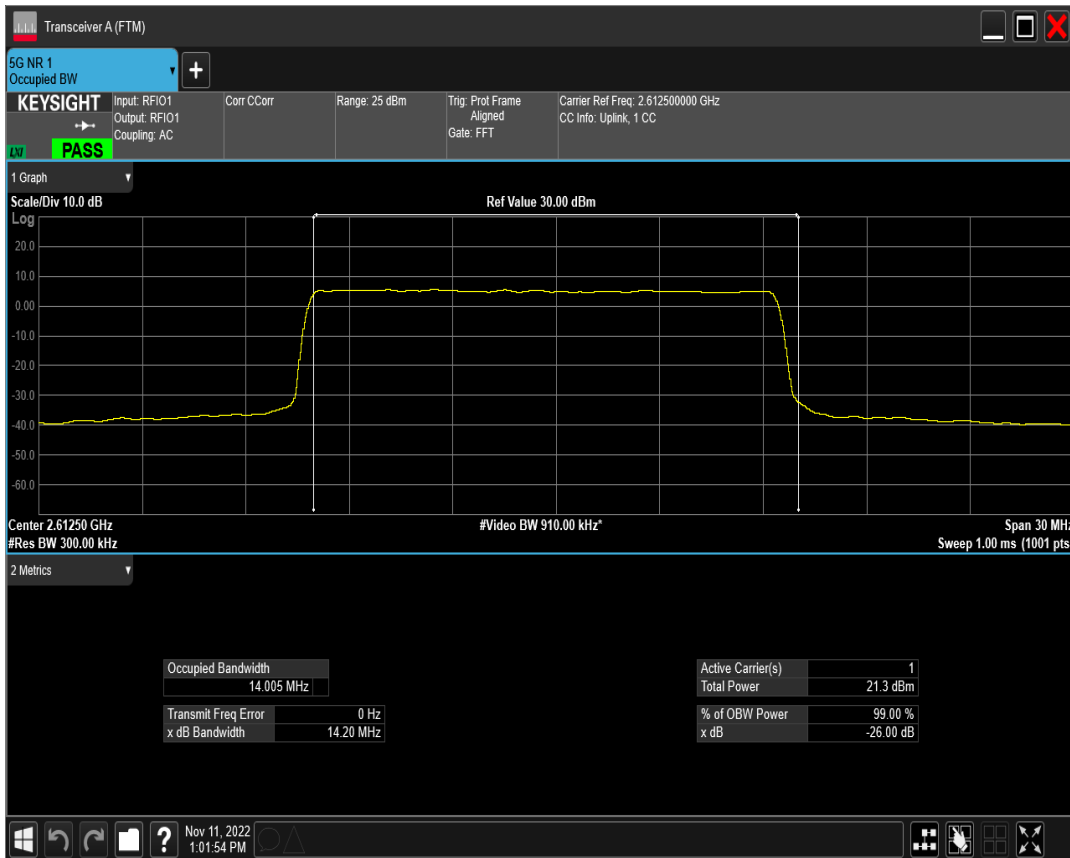 Transceiver A (FTM)
5G NR 1
Occupied BW
+
KEYSIGHT
LXI
PASS
Input: RFIO1
Output: RFIO1
Coupling: AC
Corr CCorr
Range: 25 dBm
Trig: Prot Frame
Aligned
Gate: FFT
Carrier Ref Freq: 2.612500000 GHz
CC Info: Uplink, 1 CC
1 Graph
Scale/Div 10.0 dB
Ref Value 30.00 dBm
Log
20.0
10.0
0.00
-10.0
-20.0
-30.0
-40.0
-50.0
-60.0
Center 2.61250 GHz
#Video BW 910.00 kHz*
Span 30 MHz
#Res BW 300.00 kHz
Sweep 1.00 ms (1001 pts
2 Metrics
Occupied Bandwidth
14.005 MHz
Transmit Freq Error 0 Hz
x dB Bandwidth 14.20 MHz
Active Carrier(s) 1
Total Power 21.3 dBm
% of OBW Power 99.00 %
x dB -26.00 dB
?
Nov 11, 2022
1:01:54 PM